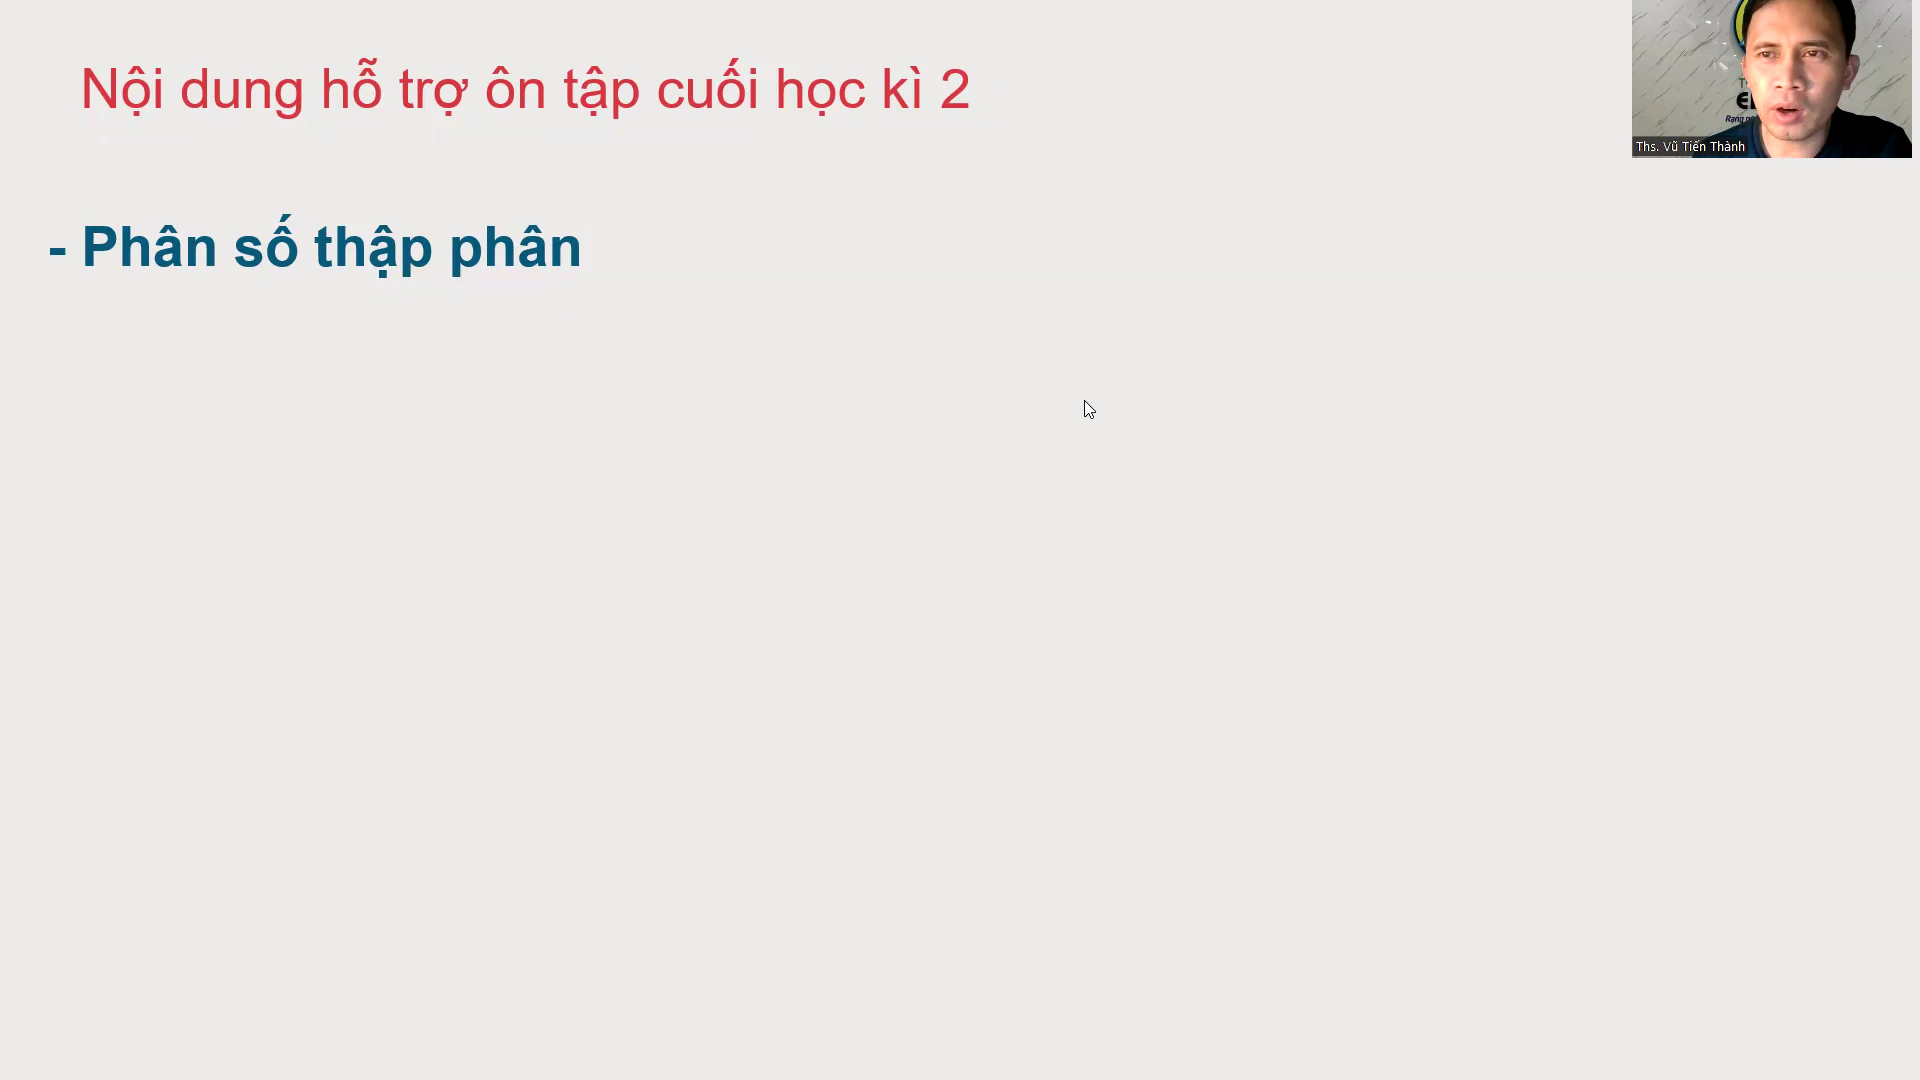 Nội dung hỗ trợ ôn tập cuối học kì 2
- Phân số thập phân
Ths. Vũ Tiến Thành